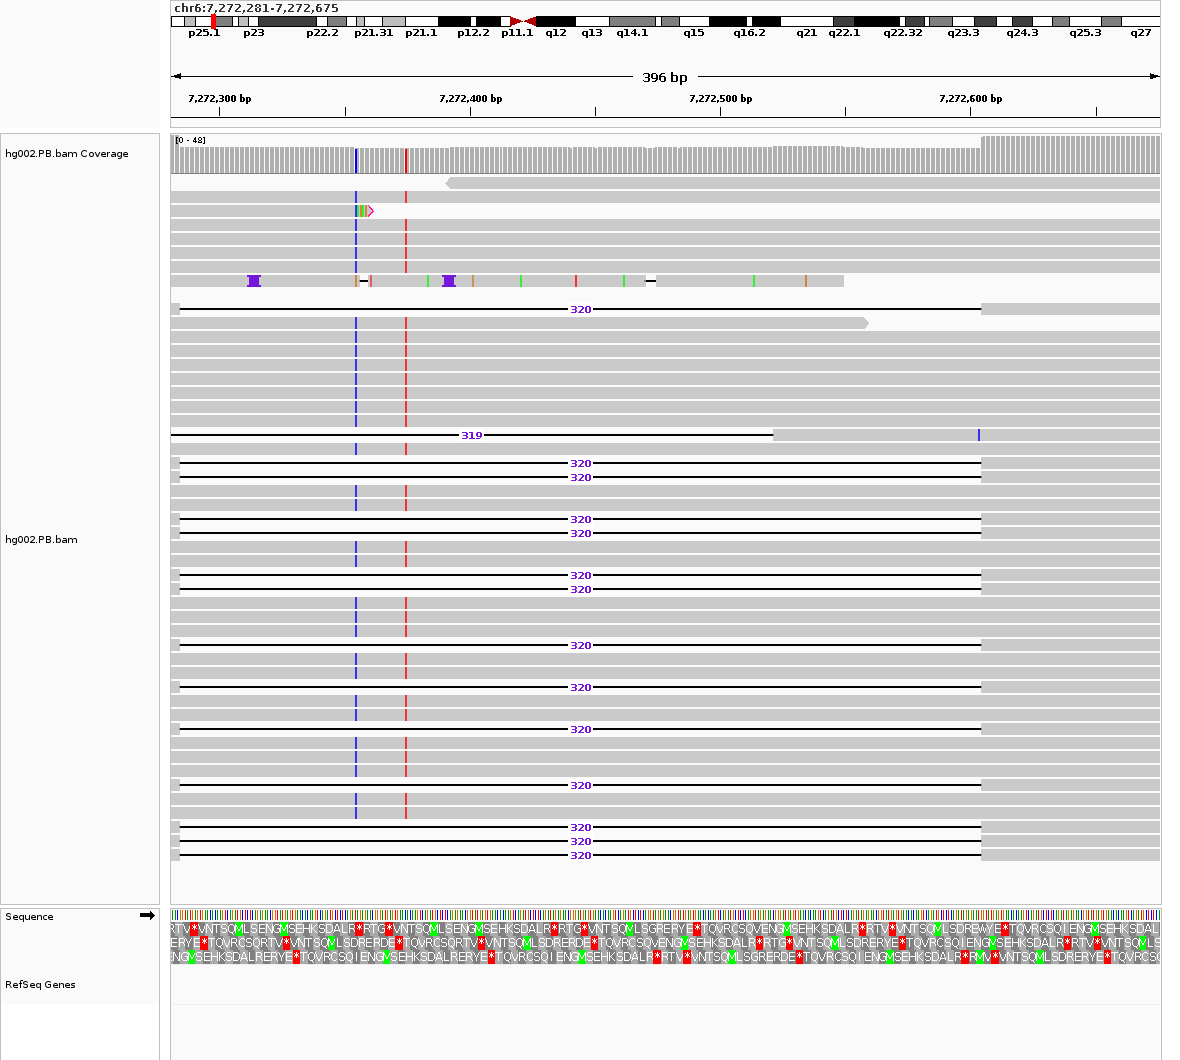 chr6:7,272,281-7,272,675
p25.1 p23 p22.2 p21.31 p21.1 p12.2 p11.1 q12 q13 q14.1 q15 q16.2 q21 q22.1 q22.32 q23.3 q24.3 q25.3 q27
396 bp
7,272,300 bp 7,272,400 bp 7,272,500 bp 7,272,600 bp
[0 - 48]
hg002.PB.bam Coverage
320
319
320
320
320
320
hg002.PB.bam
320
320
320
320
320
320
320
320
320
Sequence
RefSeq Genes